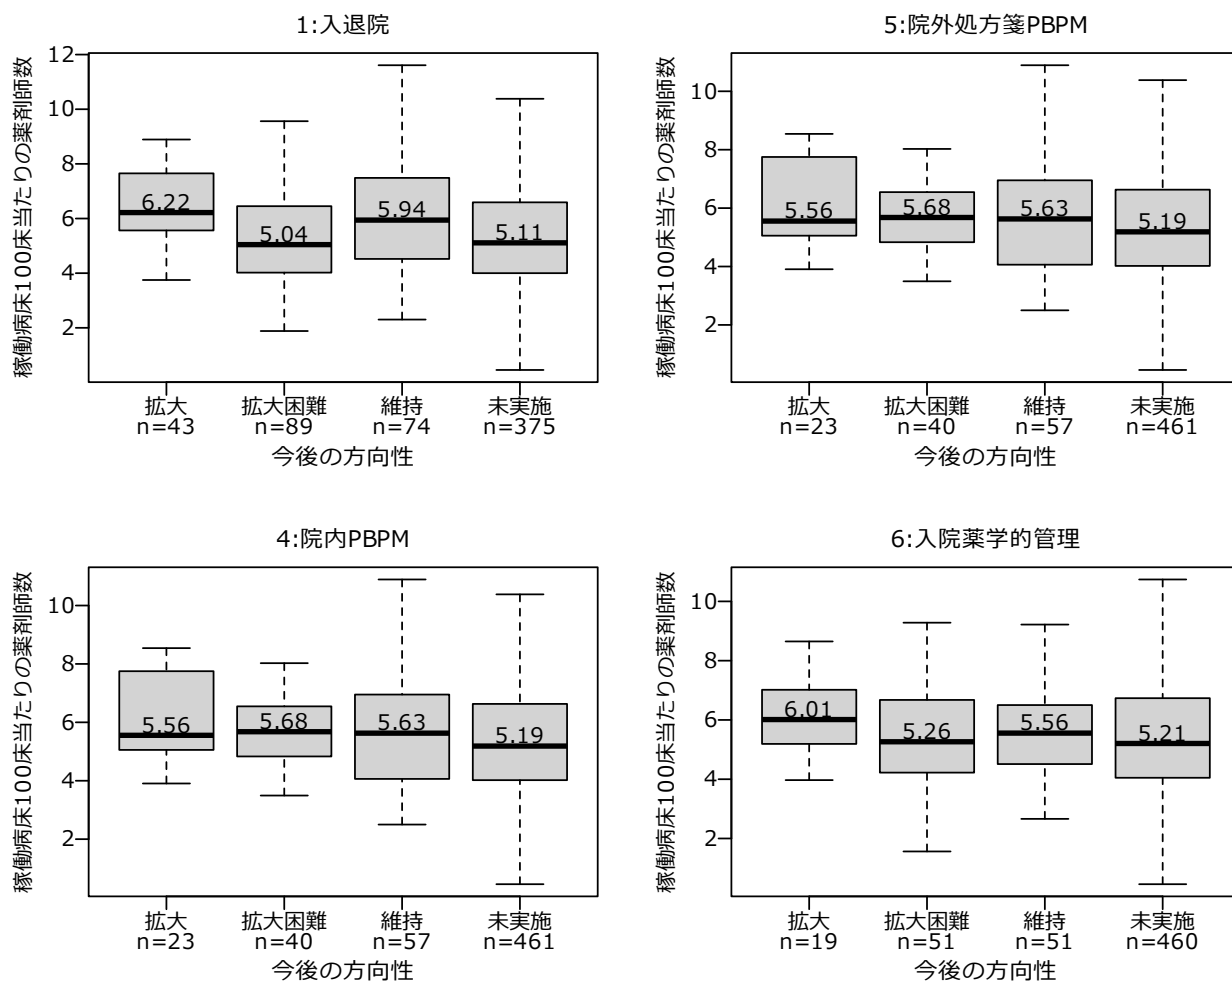 1:入退院
稼働病床100床当たりの薬剤師数
12
10
8
6
4
2
6.22
5.04
5.94
5.11
拡大 拡大困難 維持 未実施
n=43 n=89 n=74 n=375
今後の方向性
5:院外処方箋PBPM
稼働病床100床当たりの薬剤師数
10
8
6
4
2
5.56
5.68
5.63
5.19
拡大 拡大困難 維持 未実施
n=23 n=40 n=57 n=461
今後の方向性
4:院内PBPM
稼働病床100床当たりの薬剤師数
10
8
6
4
2
5.56
5.68
5.63
5.19
拡大 拡大困難 維持 未実施
n=23 n=40 n=57 n=461
今後の方向性
6:入院薬学的管理
稼働病床100床当たりの薬剤師数
10
8
6
4
2
6.01
5.26
5.56
5.21
拡大 拡大困難 維持 未実施
n=19 n=51 n=51 n=460
今後の方向性